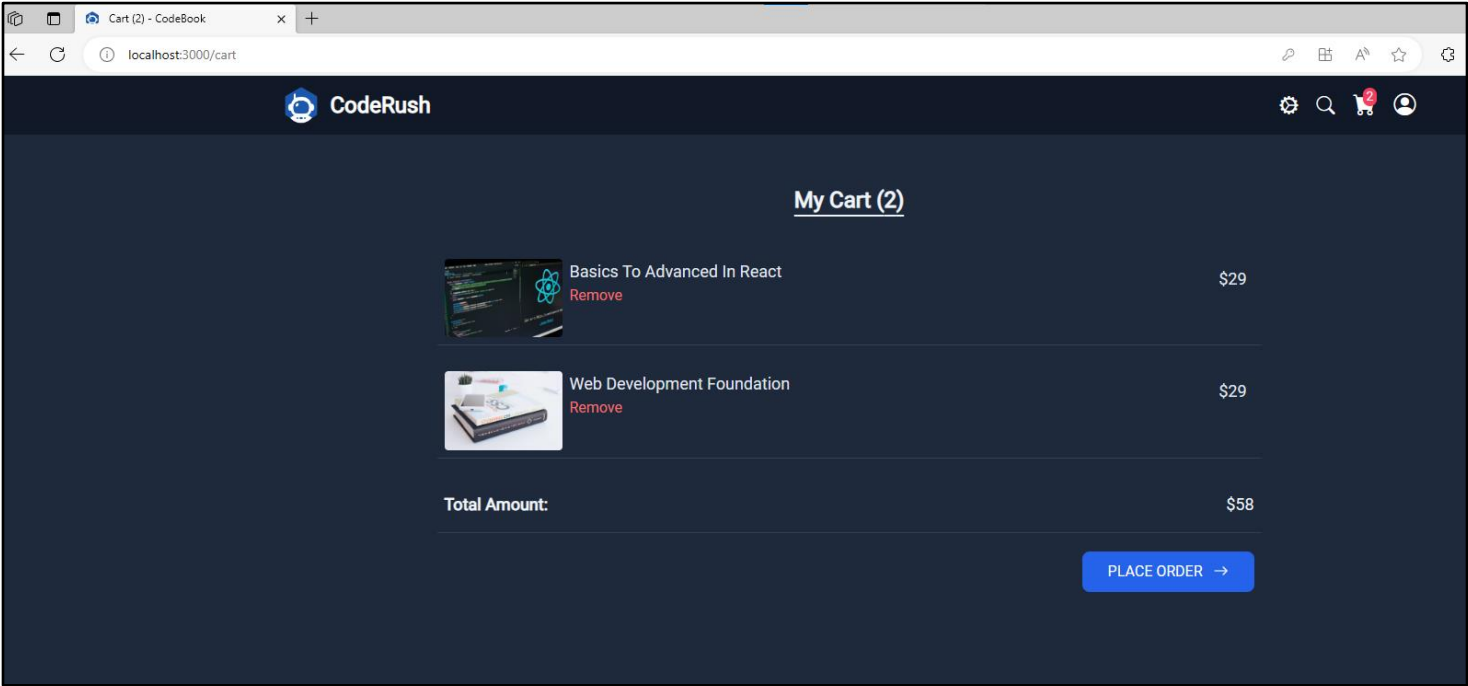 Cart (2) - CodeBook
localhost:3000/cart
CodeRush
2
My Cart (2)
Basics To Advanced In React
$29
Remove
Web Development Foundation
$29
Remove
Total Amount:
$58
PLACE ORDER →